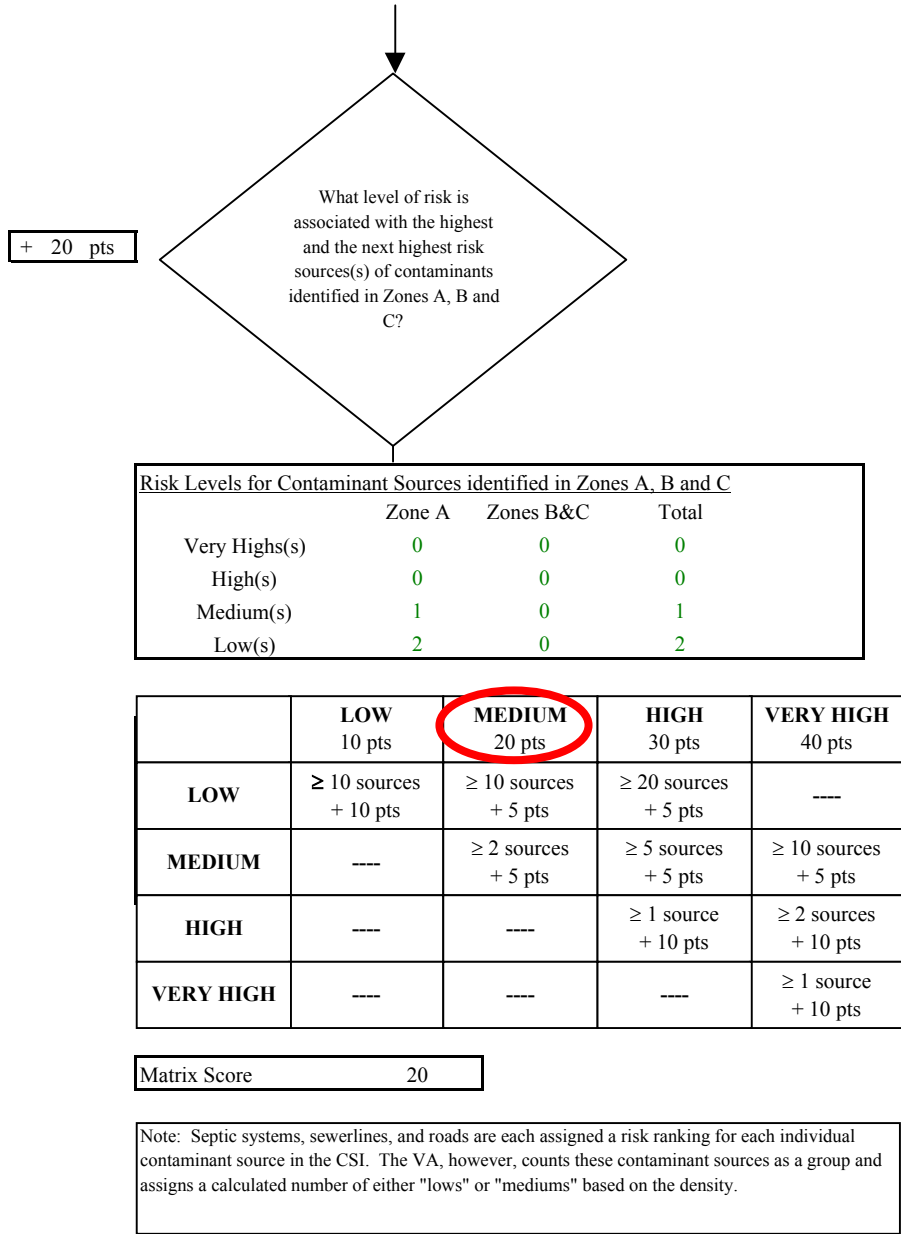 What level of risk is
associated with the highest
and the next highest risk
sources(s) of contaminants
identified in Zones A, B and
C?
+ 20 pts
Risk Levels for Contaminant Sources identified in Zones A, B and C
Zone A Zones B&C Total
Very Highs(s) 0 0 0
High(s) 0 0 0
Medium(s) 1 0 1
Low(s) 2 0 2
LOW MEDIUM HIGH VERY HIGH
10 pts 20 pts 30 pts 40 pts
LOW ≥ 10 sources ≥ 10 sources ≥ 20 sources ----
+ 10 pts + 5 pts + 5 pts
MEDIUM ---- ≥ 2 sources ≥ 5 sources ≥ 10 sources
+ 5 pts + 5 pts + 5 pts
HIGH ---- ---- ≥ 1 source ≥ 2 sources
+ 10 pts + 10 pts
VERY HIGH ---- ---- ---- ≥ 1 source
+ 10 pts
Matrix Score 20
Note: Septic systems, sewerlines, and roads are each assigned a risk ranking for each individual
contaminant source in the CSI. The VA, however, counts these contaminant sources as a group and
assigns a calculated number of either "lows" or "mediums" based on the density.